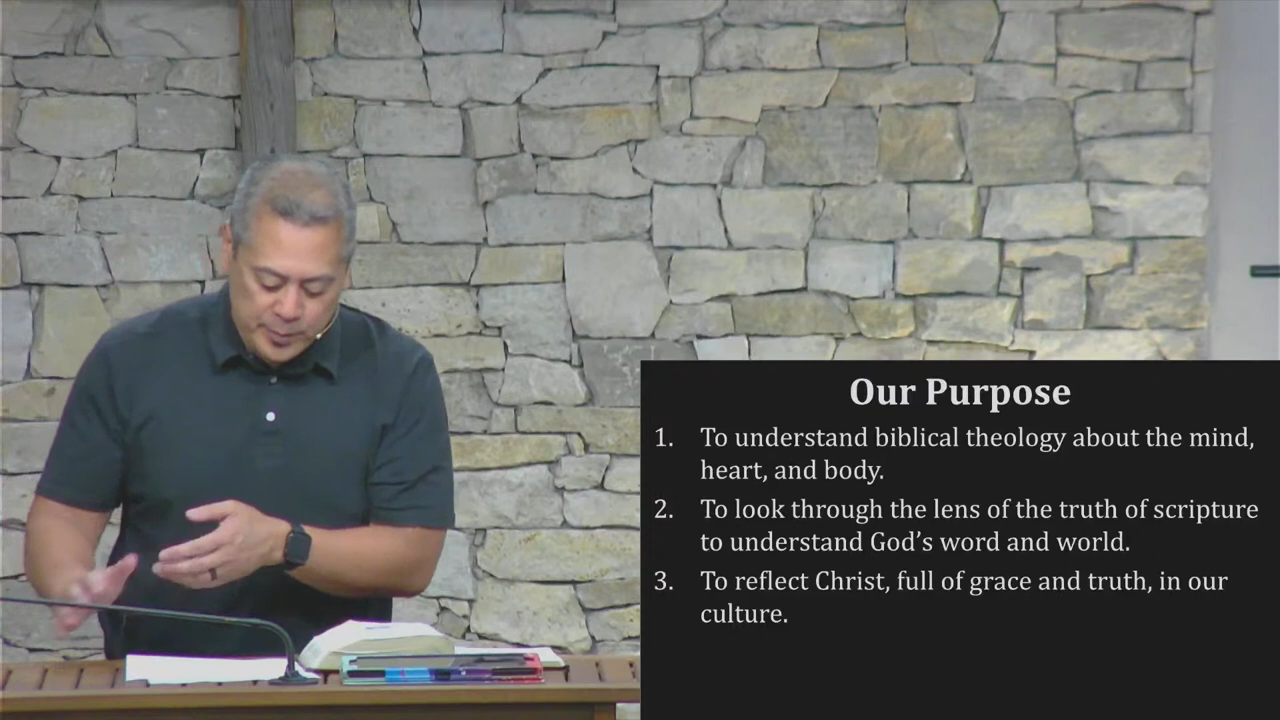 Our Purpose
1. To understand biblical theology about the mind,
heart, and body.
2. To look through the lens of the truth of scripture
to understand God’s word and world.
3. To reflect Christ, full of grace and truth, in our
culture.